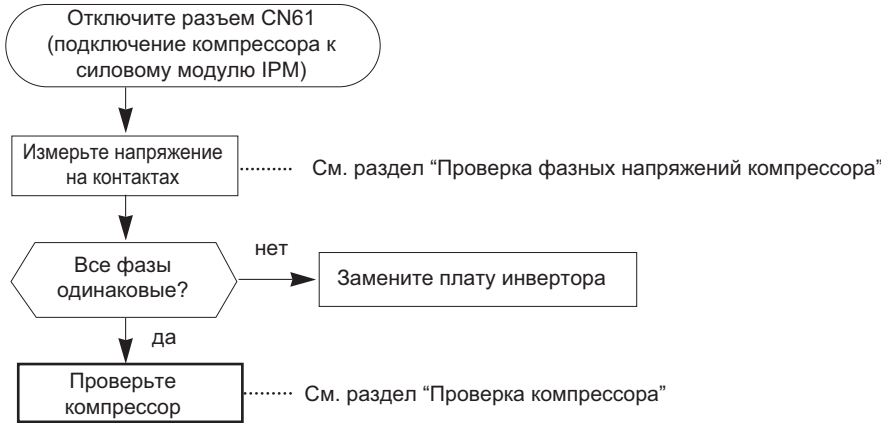 Отключите разъем CN61
(подключение компрессора к
силовому модулю IPM)
Измерьте напряжение
на контактах
См. раздел “Проверка фазных напряжений компрессора”
Все фазы
одинаковые?
нет
Замените плату инвертора
да
Проверьте
компрессор
См. раздел “Проверка компрессора”